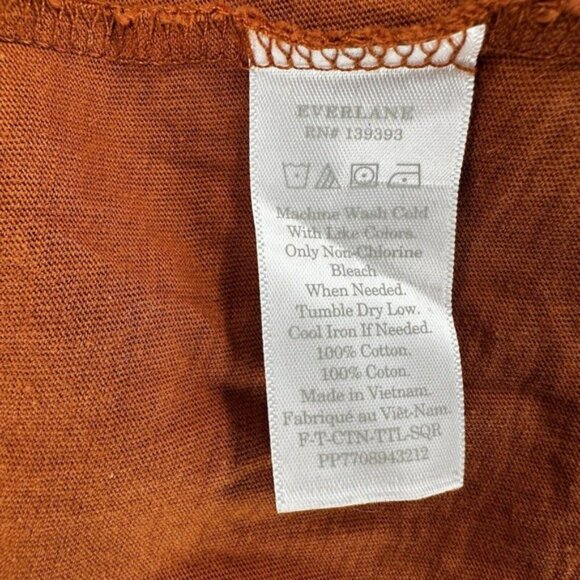 EVERLANE
RN# 139393
Machine Wash Cold
With Like Colors.
Only Non-Chlorine
Bleach
When Needed.
Tumble Dry Low.
Cool Iron If Needed.
100% Cotton.
100% Coton.
Made in Vietnam.
Fabriqué au Viêt-Nam.
F-T-CTN-TTL-SQR
PP7708943212